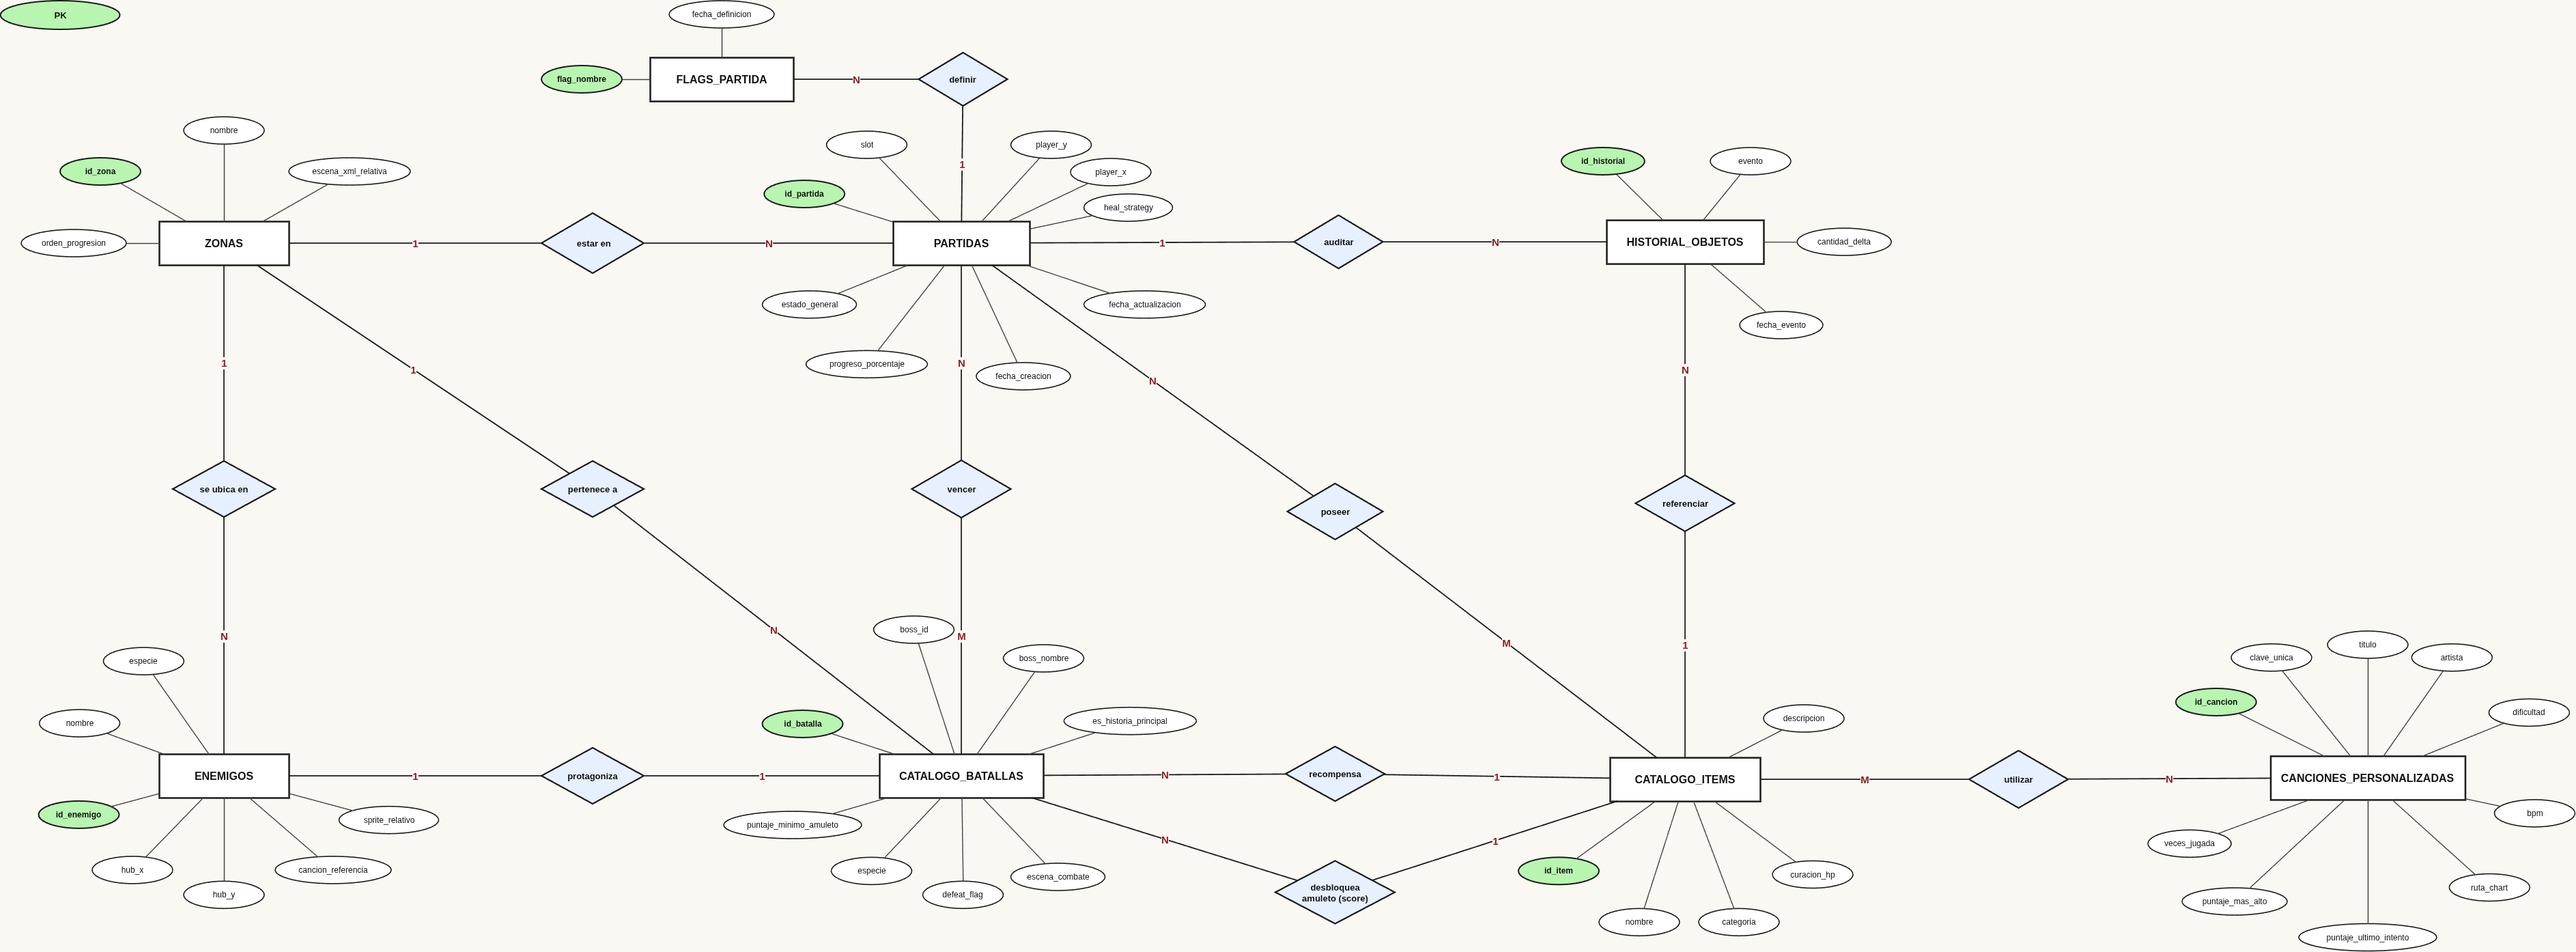 PK
fecha_definicion
flag_nombre
FLAGS_PARTIDA
N
definir
nombre
slot
player_y
1
id_zona
escena_xml_relativa
id_partida
player_x
id_historial
evento
heal_strategy
orden_progresion
ZONAS
1
estar en
N
PARTIDAS
1
auditar
N
HISTORIAL_OBJETOS
cantidad_delta
estado_general
fecha_actualizacion
fecha_evento
progreso_porcentaje
fecha_creacion
1
1
N
N
N
se ubica en
pertenece a
vencer
poseer
referenciar
N
N
boss_id
M
M
1
especie
boss_nombre
clave_unica
titulo
artista
nombre
id_batalla
es_historia_principal
descripcion
id_cancion
dificultad
ENEMIGOS
1
protagoniza
1
CATALOGO_BATALLAS
N
recompensa
1
CATALOGO_ITEMS
M
utilizar
N
CANCIONES_PERSONALIZADAS
id_enemigo
sprite_relativo
puntaje_minimo_amuleto
N
1
veces_jugada
bpm
hub_x
cancion_referencia
especie
escena_combate
id_item
curacion_hp
hub_y
defeat_flag
desbloquea
amuleto (score)
nombre
categoria
puntaje_mas_alto
ruta_chart
puntaje_ultimo_intento